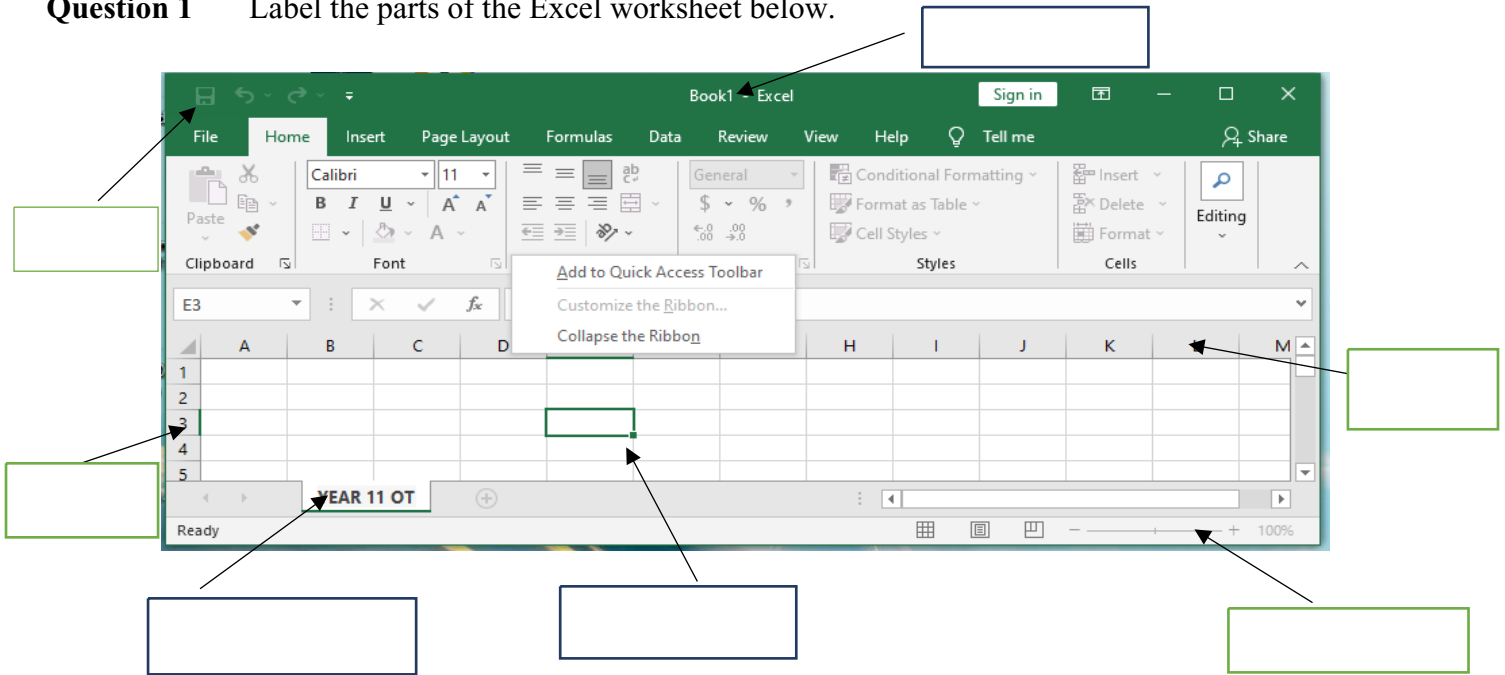 Question 1 Label the parts of the Excel worksheet below.
Book1 - Excel Sign in
File Home Insert Page Layout Formulas Data Review View Help Tell me Share
Calibri 11 ab General Conditional Formatting Insert
Paste B I U A A $ % , Format as Table Delete Editing
A .00 .00 Cell Styles Format
Clipboard Font Styles Cells
Add to Quick Access Toolbar
E3 fx Customize the Ribbon...
Collapse the Ribbon
A B C D H I J K M
1
2
3
4
5
YEAR 11 OT
Ready 100%